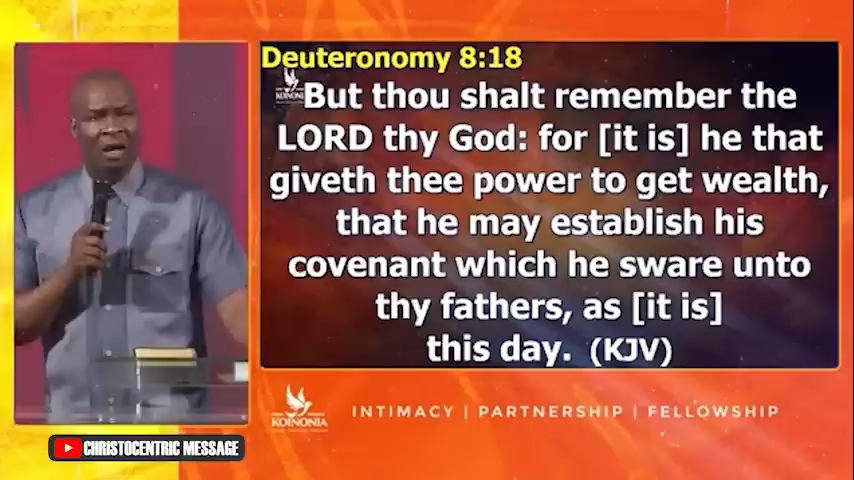 Deuteronomy 8:18
KOINONIA
But thou shalt remember the
LORD thy God: for [it is] he that
giveth thee power to get wealth,
that he may establish his
covenant which he sware unto
thy fathers, as [it is]
this day. (KJV)
KOINONIA
INTIMACY | PARTNERSHIP | FELLOWSHIP
CHRISTOCENTRIC MESSAGE